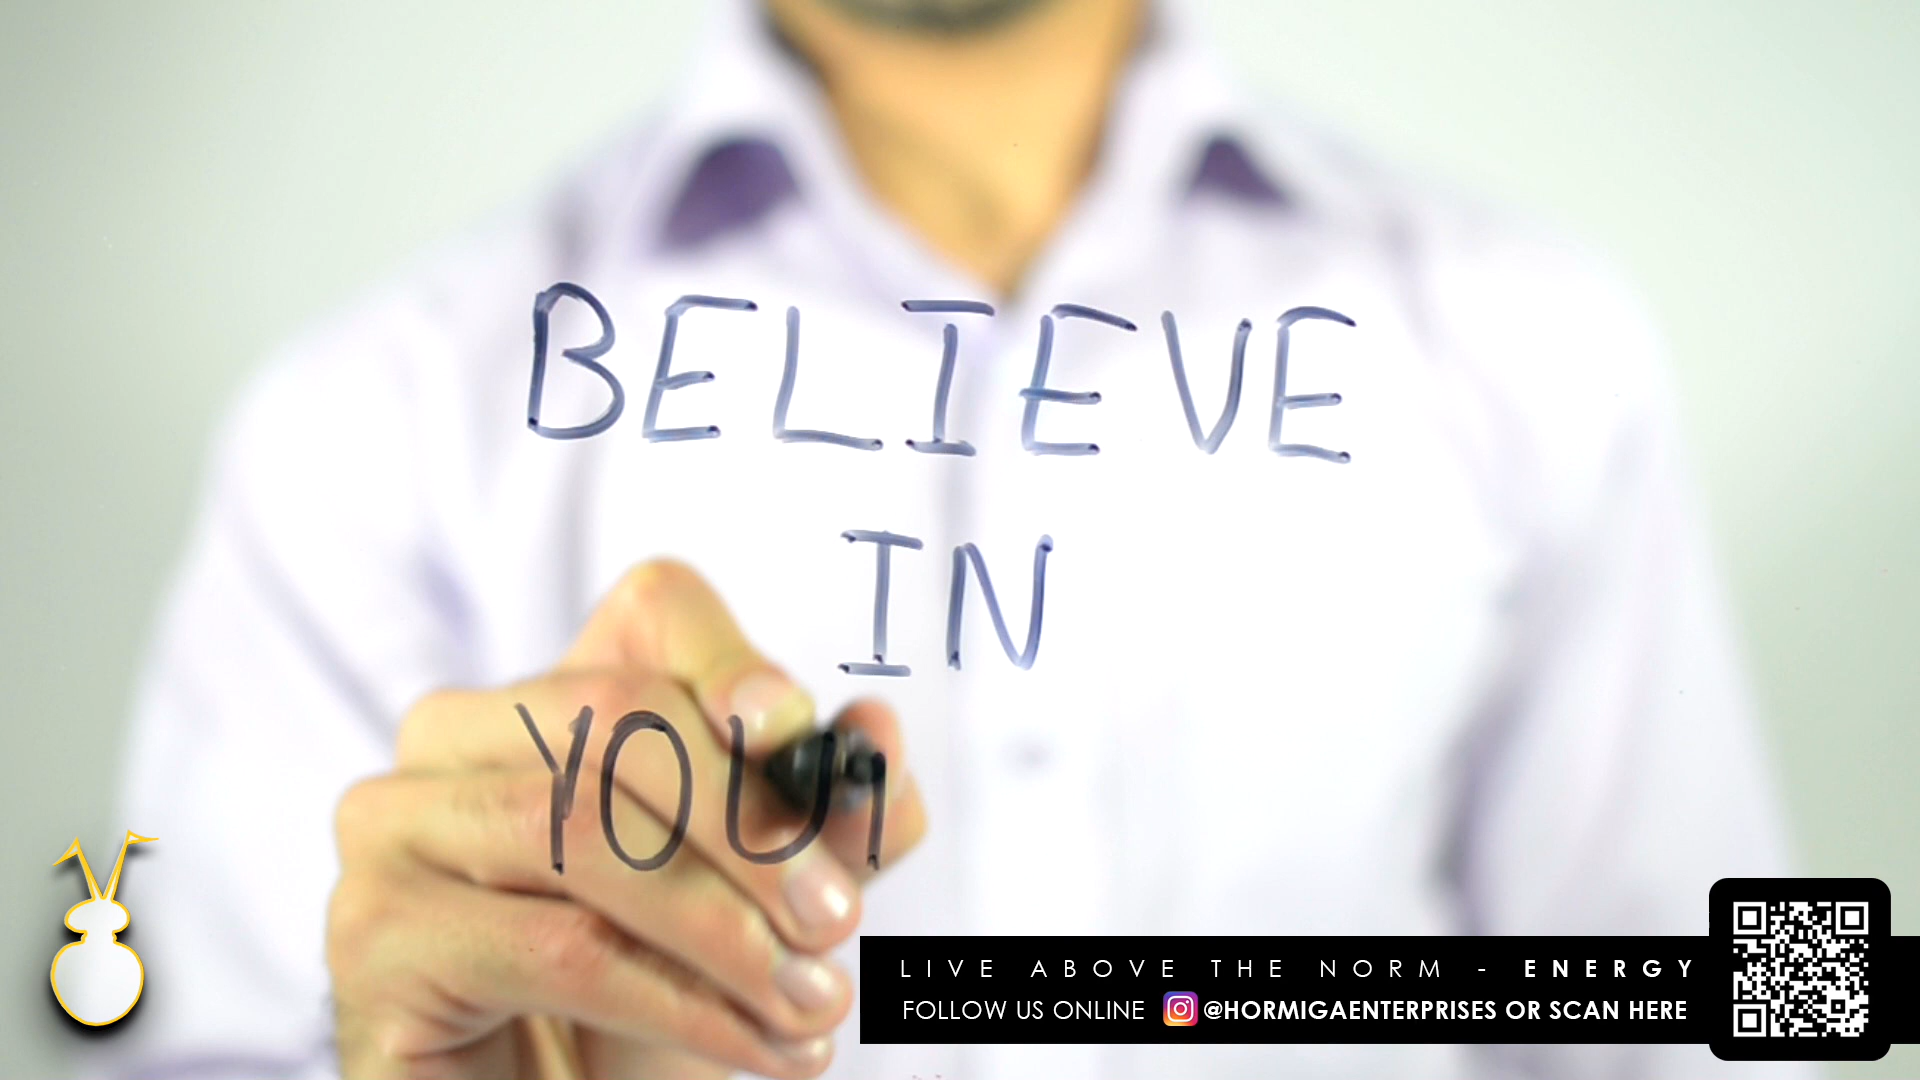 BELIEVE
IN
YOU
LIVE ABOVE THE NORM - ENERGY
FOLLOW US ONLINE @HORMIGAENTERPRISES OR SCAN HERE